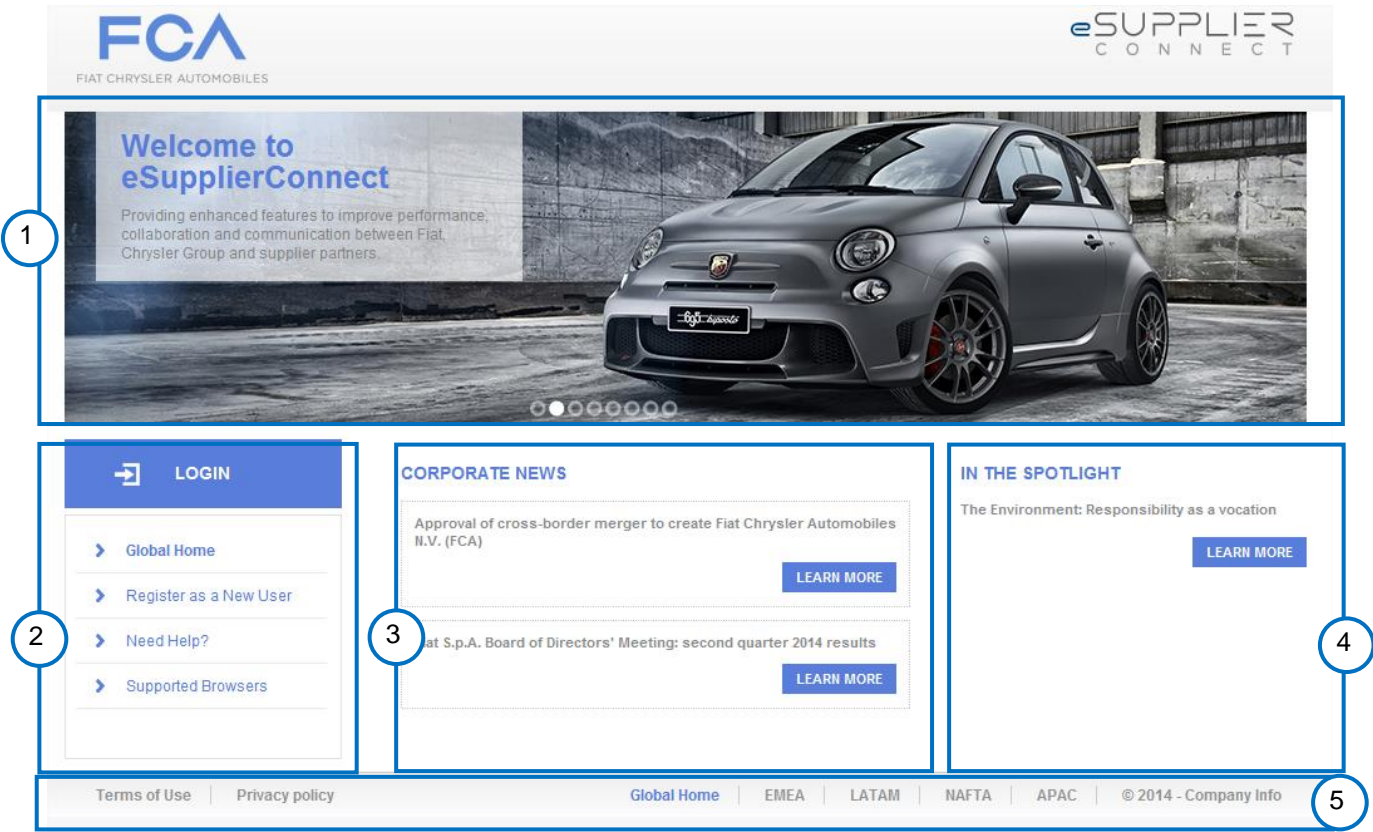 FCA
FIAT CHRYSLER AUTOMOBILES
eSUPPLIER
CONNECT
Welcome to
eSupplierConnect
Providing enhanced features to improve performance,
collaboration and communication between Fiat,
Chrysler Group and supplier partners.
695 biposto
1
LOGIN
Global Home
Register as a New User
Need Help?
Supported Browsers
2
CORPORATE NEWS
Approval of cross-border merger to create Fiat Chrysler Automobiles
N.V. (FCA)
LEARN MORE
at S.p.A. Board of Directors' Meeting: second quarter 2014 results
LEARN MORE
3
IN THE SPOTLIGHT
The Environment: Responsibility as a vocation
LEARN MORE
4
Terms of Use
Privacy policy
Global Home
EMEA
LATAM
NAFTA
APAC
© 2014 - Company Info
5